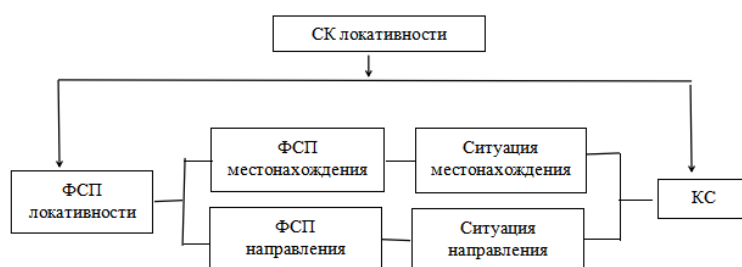 СК локативности
ФСП
местонахождения
Ситуация
местонахождения
ФСП
локативности
КС
ФСП
направления
Ситуация
направления